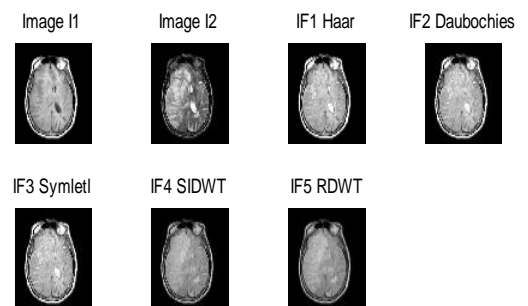 Image I1
Image I2
IF1 Haar
IF2 Daubochies
IF3 Symletl
IF4 SIDWT
IF5 RDWT